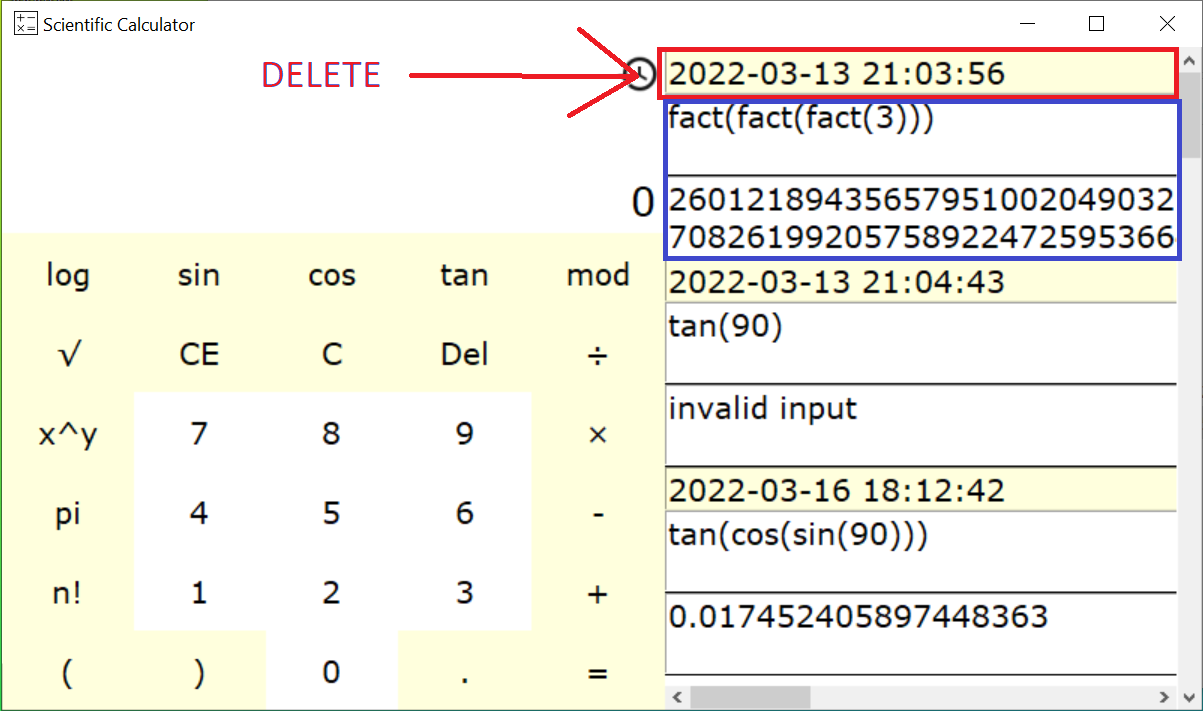 Scientific Calculator
DELETE
0
log sin cos tan mod
√ CE C Del ÷
x^y 7 8 9 ×
pi 4 5 6 -
n! 1 2 3 +
( ) 0 . =
2022-03-13 21:03:56
fact(fact(fact(3)))
26012189435657951002049032
7082619920575892247259536 6
2022-03-13 21:04:43
tan(90)
invalid input
2022-03-16 18:12:42
tan(cos(sin(90)))
0.017452405897448363